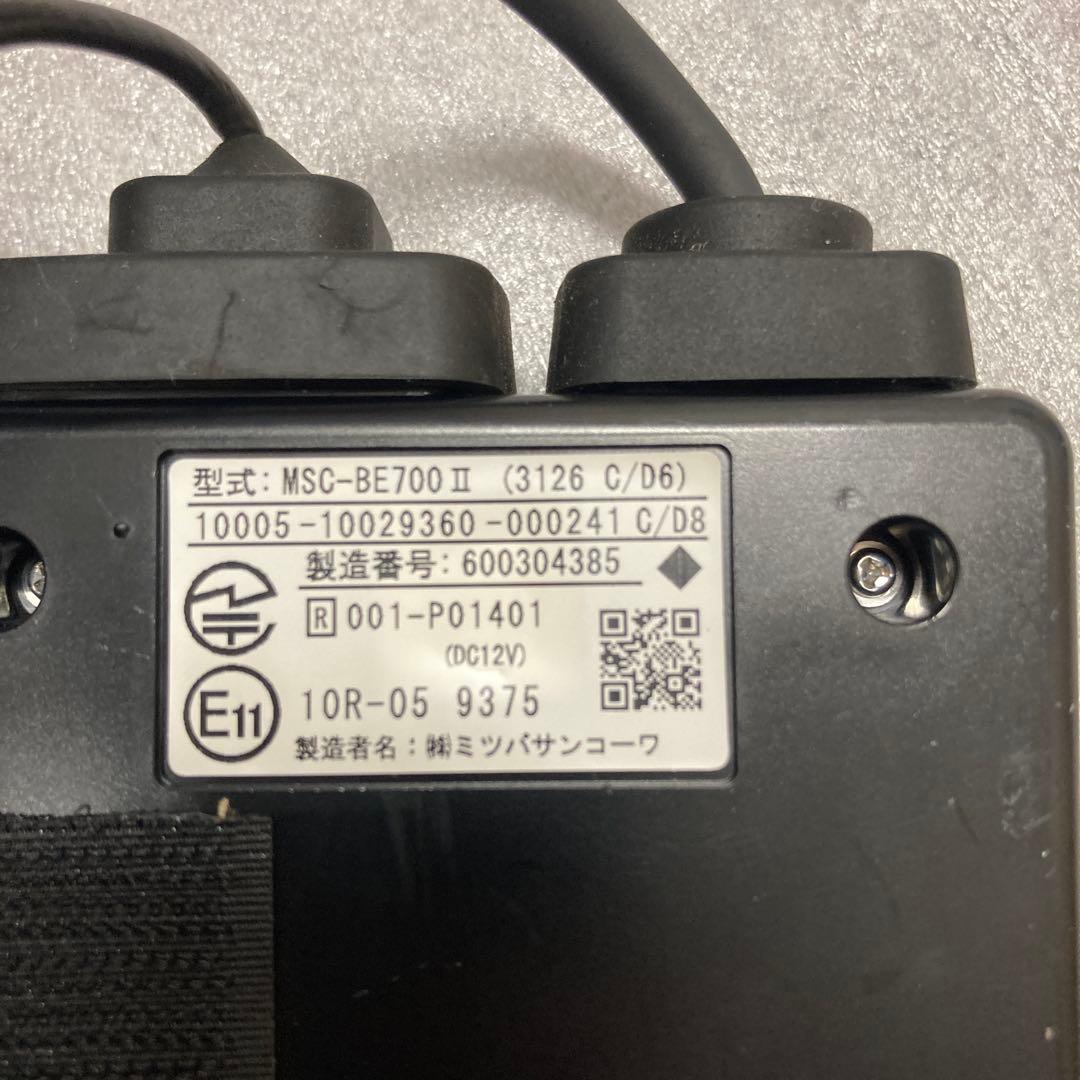 型式: MSC-BE700Ⅱ (3126 C/D6)
10005-10029360-000241 C/D8
製造番号: 600304385
R 001-P01401
(DC12V)
E11 10R-05 9375
製造者名: ㈱ミツバサンコーワ